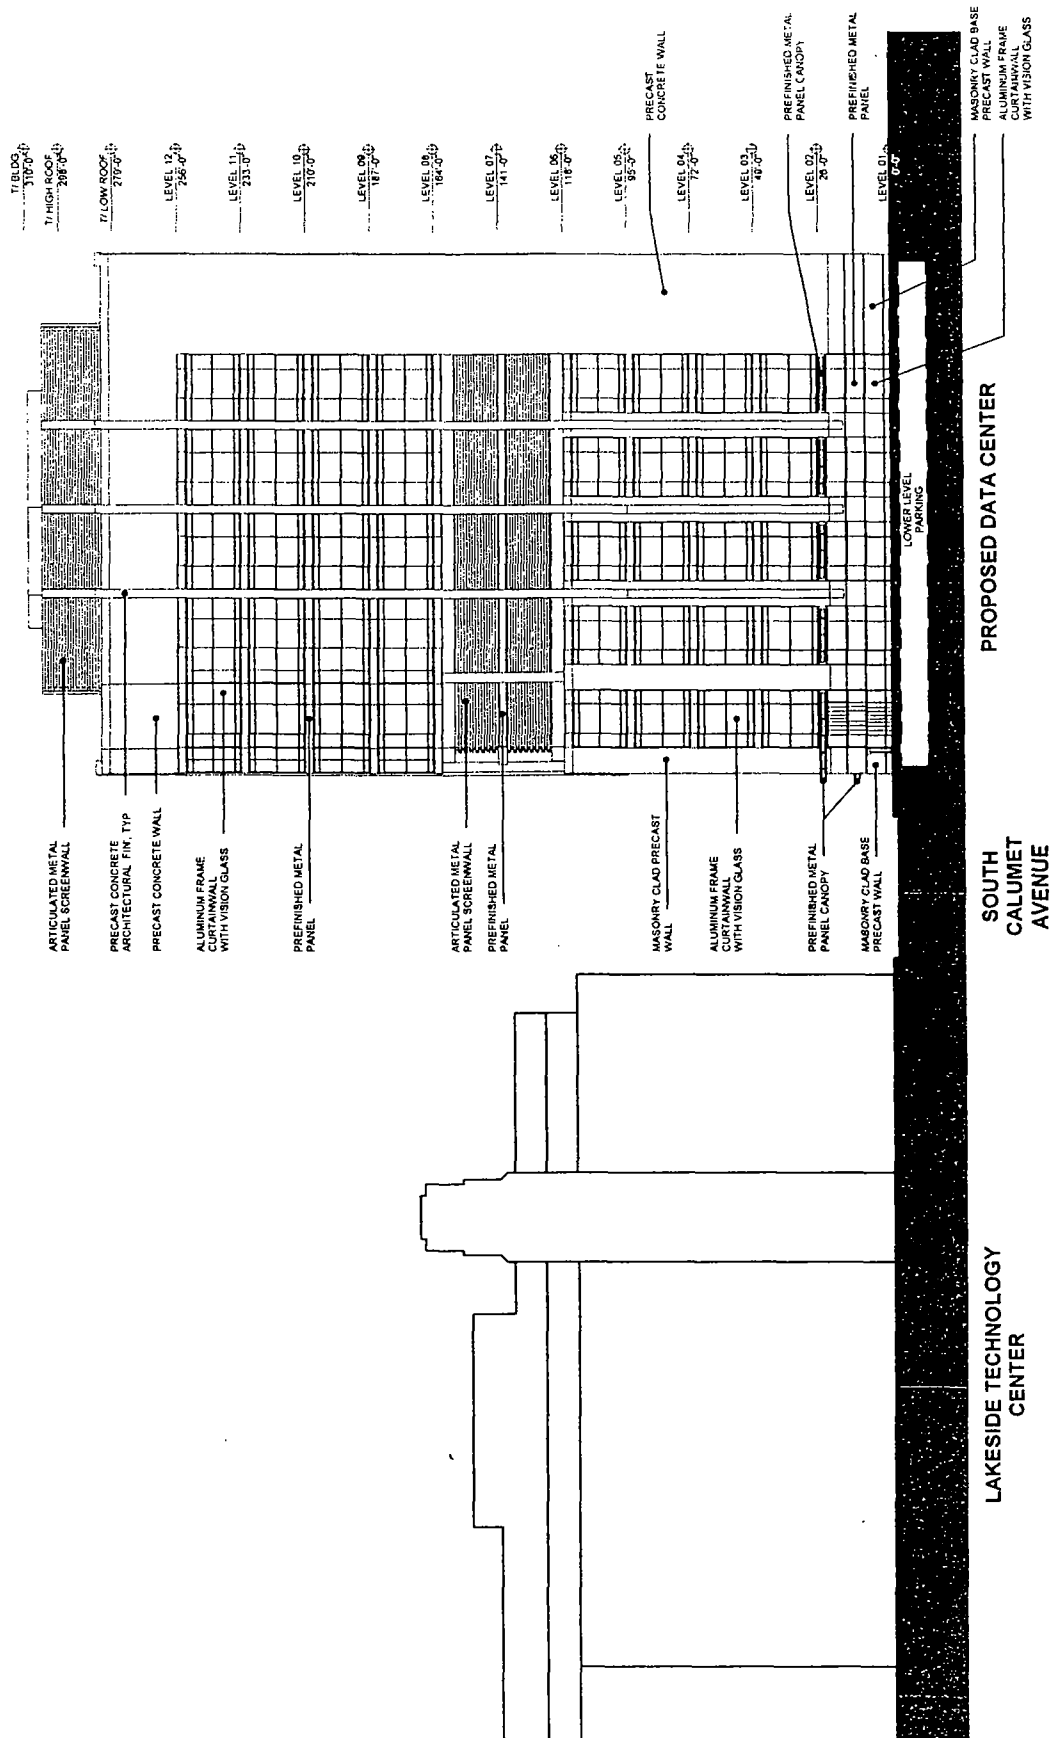 T/ BLDG
310'-0"
T/ HIGH ROOF
298'-0"
T/ LOW ROOF
279'-0"
LEVEL 12
256'-0"
LEVEL 11
233'-0"
LEVEL 10
210'-0"
LEVEL 09
187'-0"
LEVEL 08
164'-0"
LEVEL 07
141'-0"
LEVEL 06
118'-0"
LEVEL 05
95'-0"
LEVEL 04
72'-0"
LEVEL 03
49'-0"
LEVEL 02
26'-0"
LEVEL 01
0'-0"
PRECAST
CONCRETE WALL
PREFINISHED METAL
PANEL CANOPY
PREFINISHED METAL
PANEL
MASONRY CLAD BASE
PRECAST WALL
ALUMINUM FRAME
CURTAINWALL
WITH VISION GLASS
ARTICULATED METAL
PANEL SCREENWALL
PRECAST CONCRETE
ARCHITECTURAL FIN, TYP
PRECAST CONCRETE WALL
ALUMINUM FRAME
CURTAINWALL
WITH VISION GLASS
PREFINISHED METAL
PANEL
ARTICULATED METAL
PANEL SCREENWALL
PREFINISHED METAL
PANEL
MASONRY CLAD PRECAST
WALL
ALUMINUM FRAME
CURTAINWALL
WITH VISION GLASS
PREFINISHED METAL
PANEL CANOPY
MASONRY CLAD BASE
PRECAST WALL
LOWER LEVEL
PARKING
LAKESIDE TECHNOLOGY
CENTER
SOUTH
CALUMET
AVENUE
PROPOSED DATA CENTER